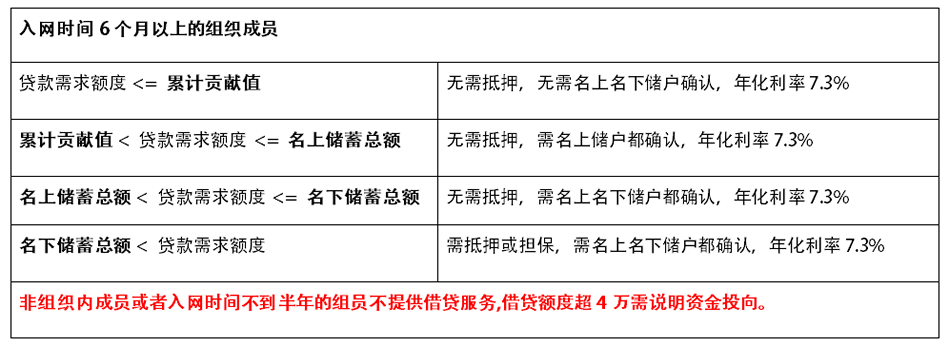 入网时间 6 个月以上的组织成员
贷款需求额度 <= 累计贡献值
无需抵押，无需名上名下储户确认，年化利率 7.3%
累计贡献值 < 贷款需求额度 <= 名上储蓄总额
无需抵押，需名上储户都确认，年化利率 7.3%
名上储蓄总额 < 贷款需求额度 <= 名下储蓄总额
无需抵押，需名上名下储户都确认，年化利率 7.3%
名下储蓄总额 < 贷款需求额度
需抵押或担保，需名上名下储户都确认，年化利率 7.3%
非组织内成员或者入网时间不到半年的组员不提供借贷服务,借贷额度超 4 万需说明资金投向。